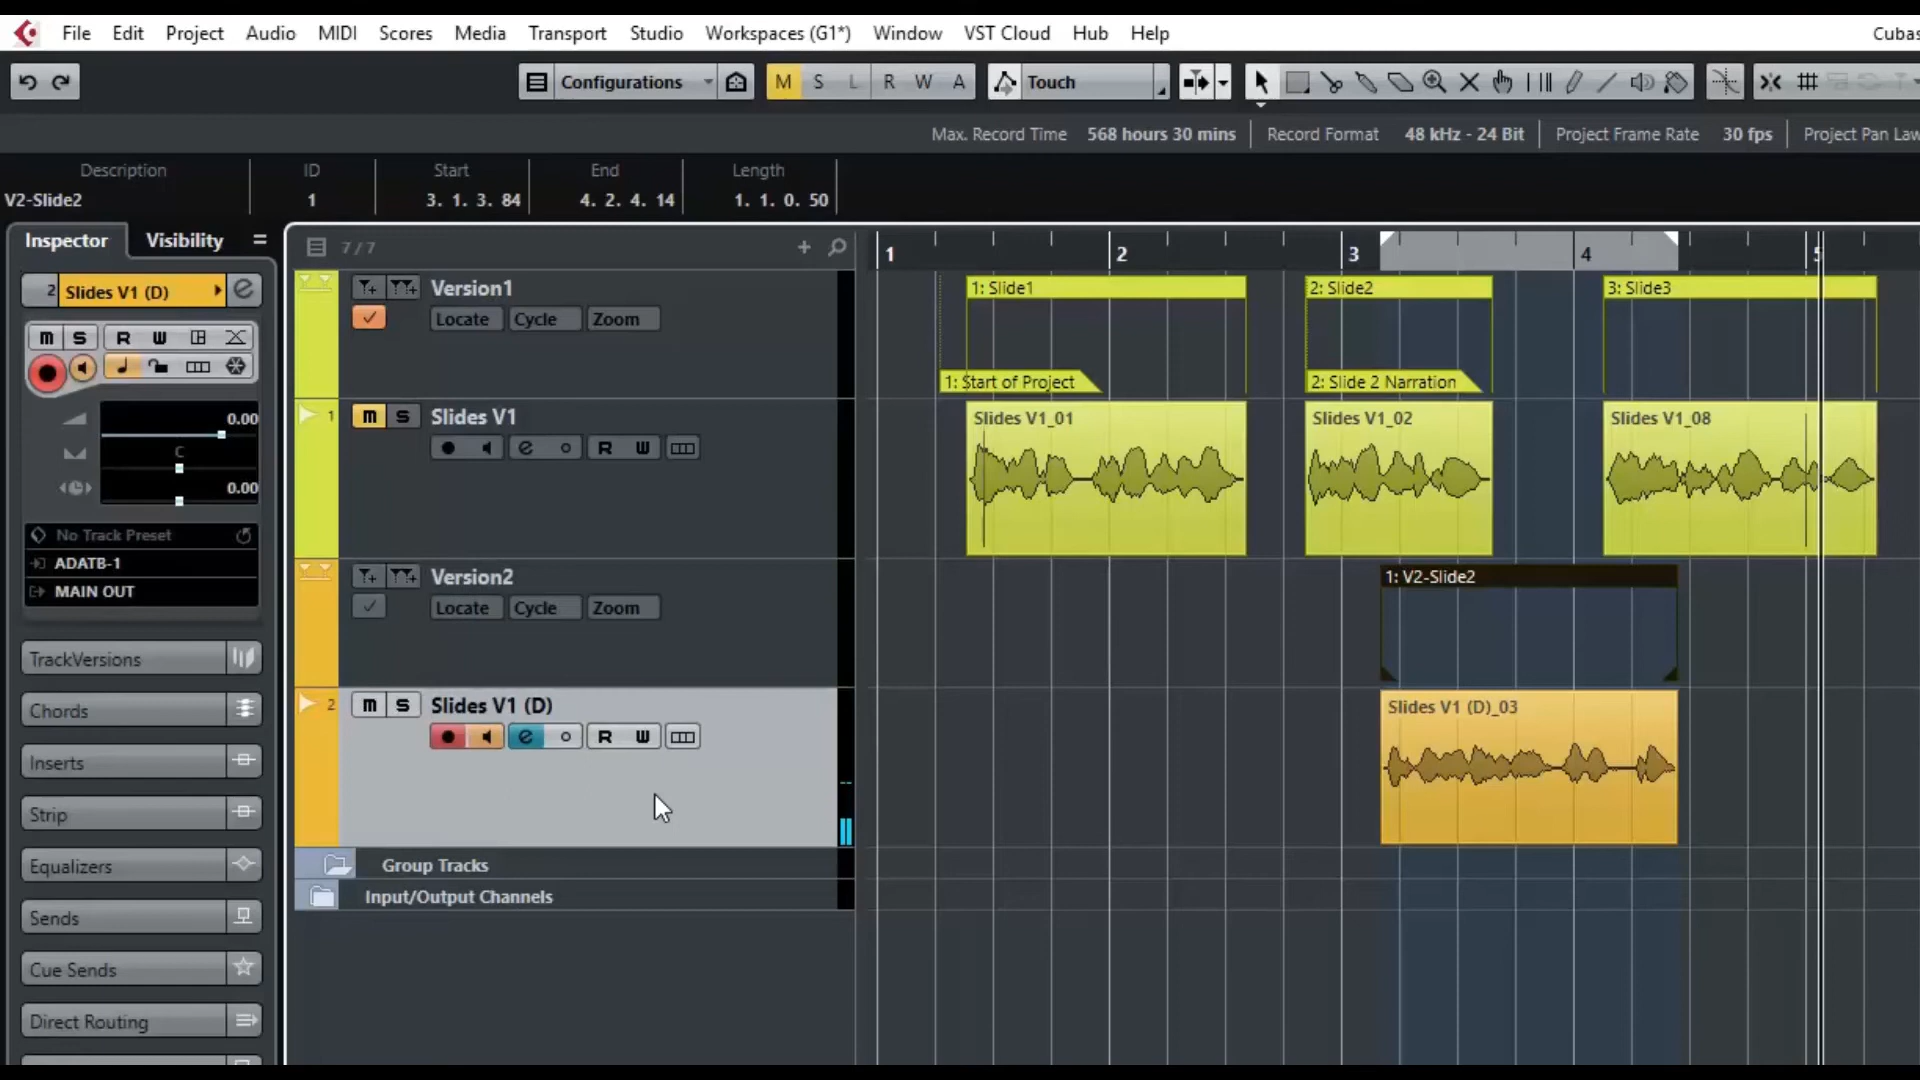 File Edit Project Audio MIDI Scores Media Transport Studio Workspaces (G1*) Window VST Cloud Hub Help Cubas
Configurations M S L R W A Touch
Max. Record Time 568 hours 30 mins Record Format 48 kHz - 24 Bit Project Frame Rate 30 fps Project Pan Law
Description ID Start End Length
V2-Slide2 1 3. 1. 3. 84 4. 2. 4. 14 1. 1. 0. 50
Inspector Visibility
7/7
1 2 3 4 5
2 Slides V1 (D) e
m S R W
0.00
C
0.00
No Track Preset
ADATB-1
MAIN OUT
TrackVersions
Chords
Inserts
Strip
Equalizers
Sends
Cue Sends
Direct Routing
Version1
Locate Cycle Zoom
1: Slide1 2: Slide2 3: Slide3
1: Start of Project 2: Slide 2 Narration
1 m S Slides V1
e R W
Slides V1_01 Slides V1_02 Slides V1_08
Version2
Locate Cycle Zoom
1: V2-Slide2
2 m S Slides V1 (D)
e R W
Slides V1 (D)_03
Group Tracks
Input/Output Channels